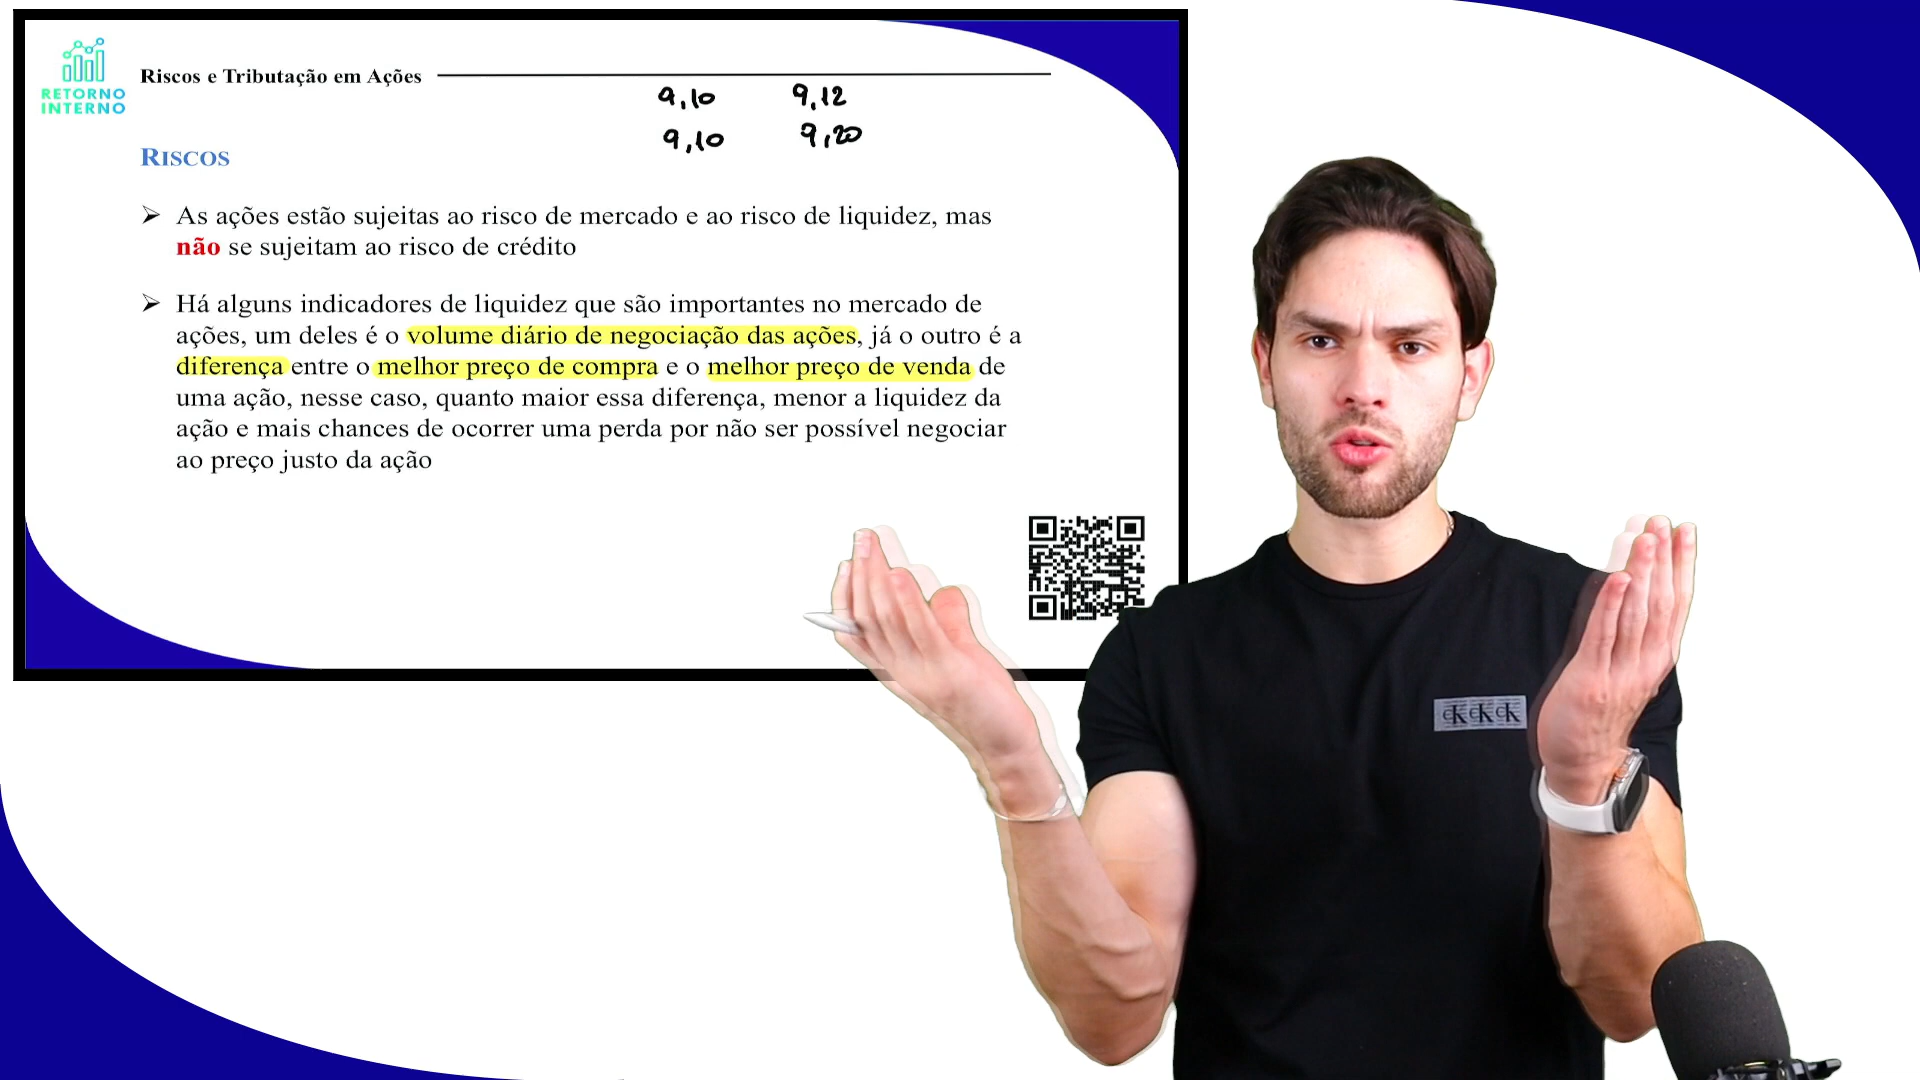 RETORNO
INTERNO
Riscos e Tributação em Ações
9,10 9,12
9,10 9,20
RISCOS
➢ As ações estão sujeitas ao risco de mercado e ao risco de liquidez, mas
não se sujeitam ao risco de crédito
➢ Há alguns indicadores de liquidez que são importantes no mercado de
ações, um deles é o volume diário de negociação das ações, já o outro é a
diferença entre o melhor preço de compra e o melhor preço de venda de
uma ação, nesse caso, quanto maior essa diferença, menor a liquidez da
ação e mais chances de ocorrer uma perda por não ser possível negociar
ao preço justo da ação
cK cK cK